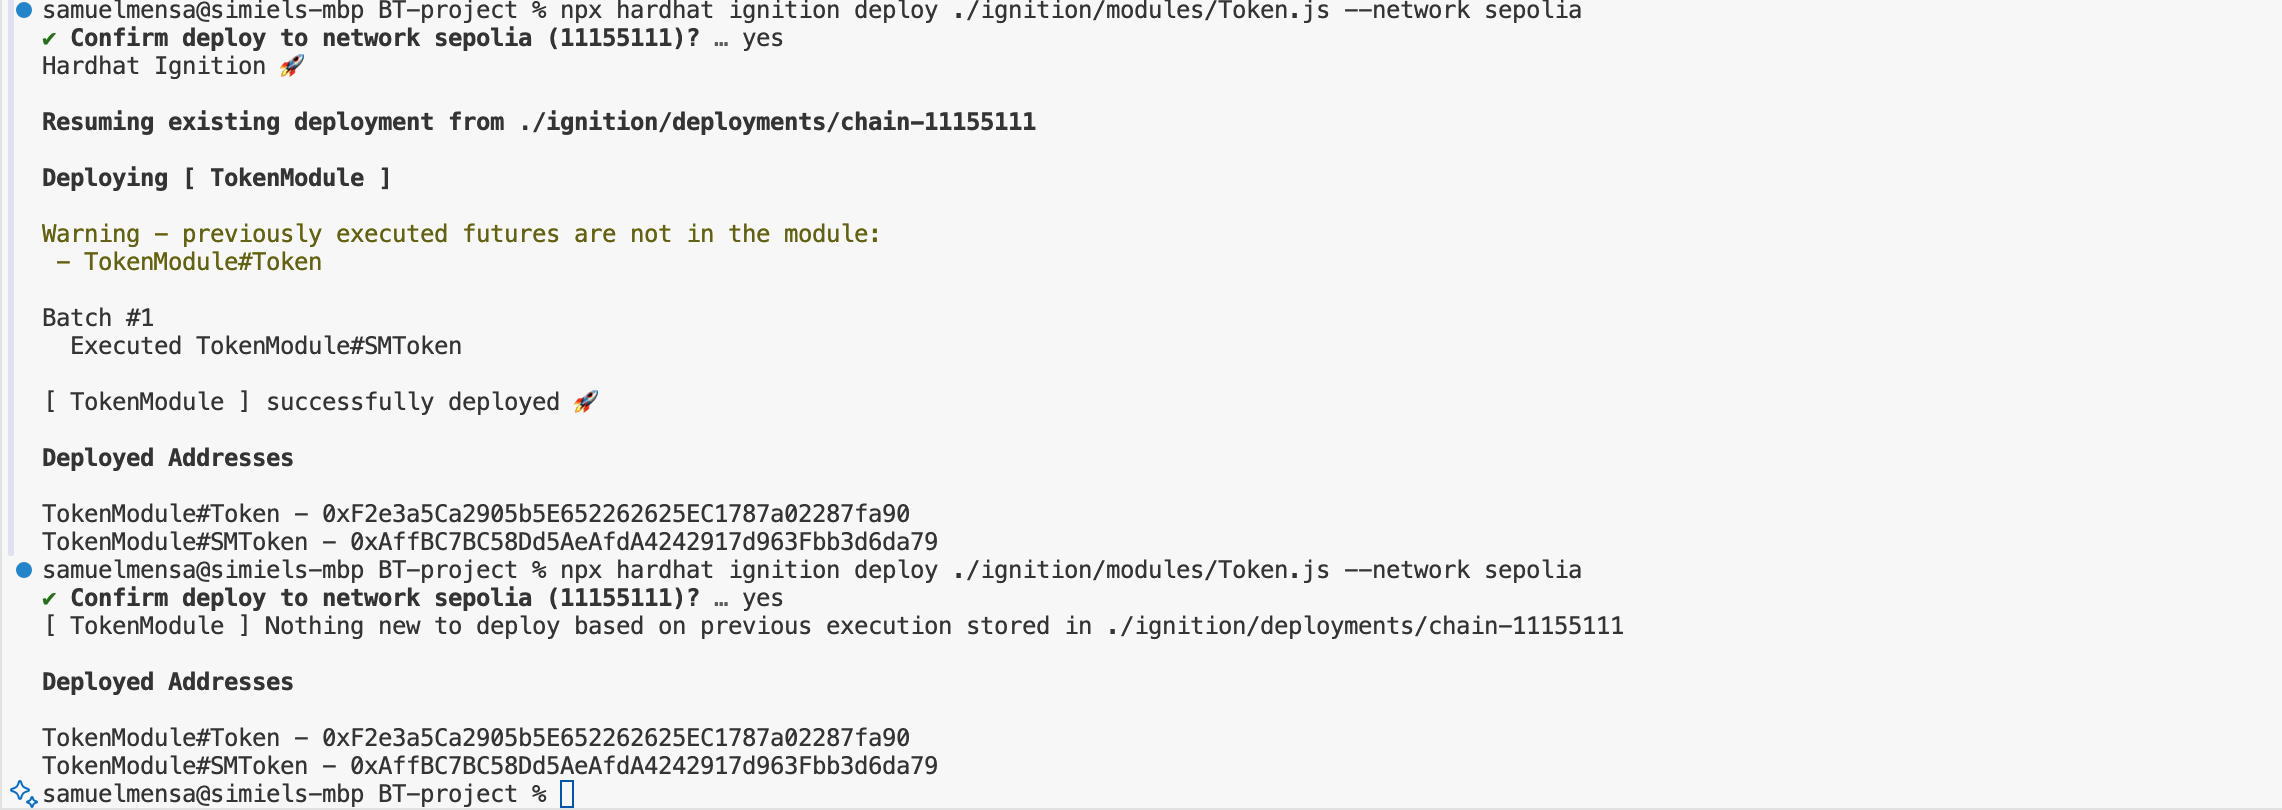 samuelmensa@simiels-mbp BT-project % npx hardhat ignition deploy ./ignition/modules/Token.js --network sepolia
✔ Confirm deploy to network sepolia (11155111)? … yes
Hardhat Ignition 🚀
Resuming existing deployment from ./ignition/deployments/chain-11155111
Deploying [ TokenModule ]
Warning - previously executed futures are not in the module:
- TokenModule#Token
Batch #1
Executed TokenModule#SMToken
[ TokenModule ] successfully deployed 🚀
Deployed Addresses
TokenModule#Token - 0xF2e3a5Ca2905b5E652262625EC1787a02287fa90
TokenModule#SMToken - 0xAffBC7BC58Dd5AeAfdA4242917d963Fbb3d6da79
samuelmensa@simiels-mbp BT-project % npx hardhat ignition deploy ./ignition/modules/Token.js --network sepolia
✔ Confirm deploy to network sepolia (11155111)? … yes
[ TokenModule ] Nothing new to deploy based on previous execution stored in ./ignition/deployments/chain-11155111
Deployed Addresses
TokenModule#Token - 0xF2e3a5Ca2905b5E652262625EC1787a02287fa90
TokenModule#SMToken - 0xAffBC7BC58Dd5AeAfdA4242917d963Fbb3d6da79
samuelmensa@simiels-mbp BT-project %